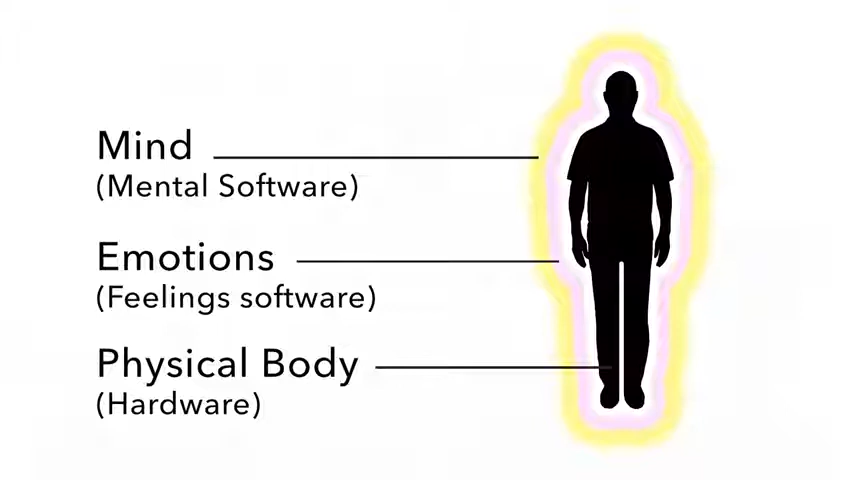 Mind
(Mental Software)
Emotions
(Feelings software)
Physical Body
(Hardware)